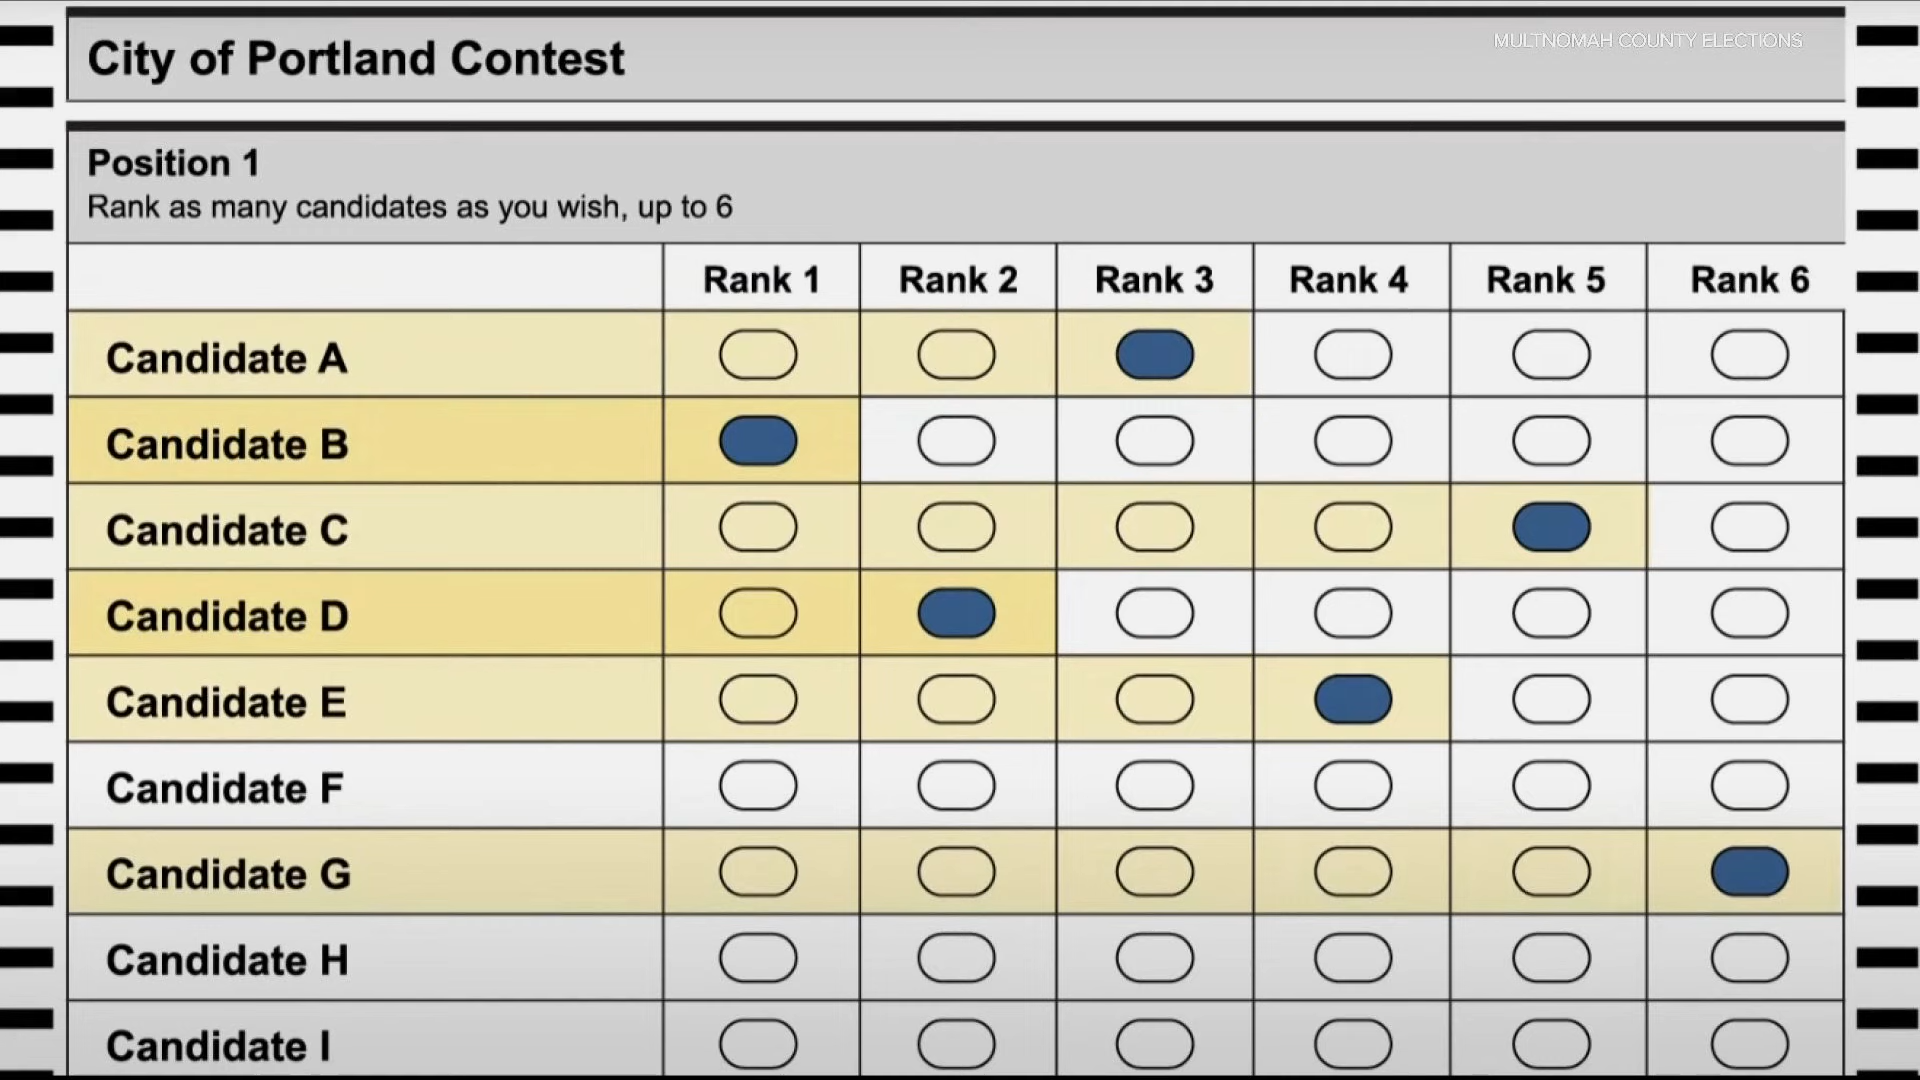 MULTNOMAH COUNTY ELECTIONS
City of Portland Contest
Position 1
Rank as many candidates as you wish, up to 6
Rank 1 Rank 2 Rank 3 Rank 4 Rank 5 Rank 6
Candidate A
Candidate B
Candidate C
Candidate D
Candidate E
Candidate F
Candidate G
Candidate H
Candidate I